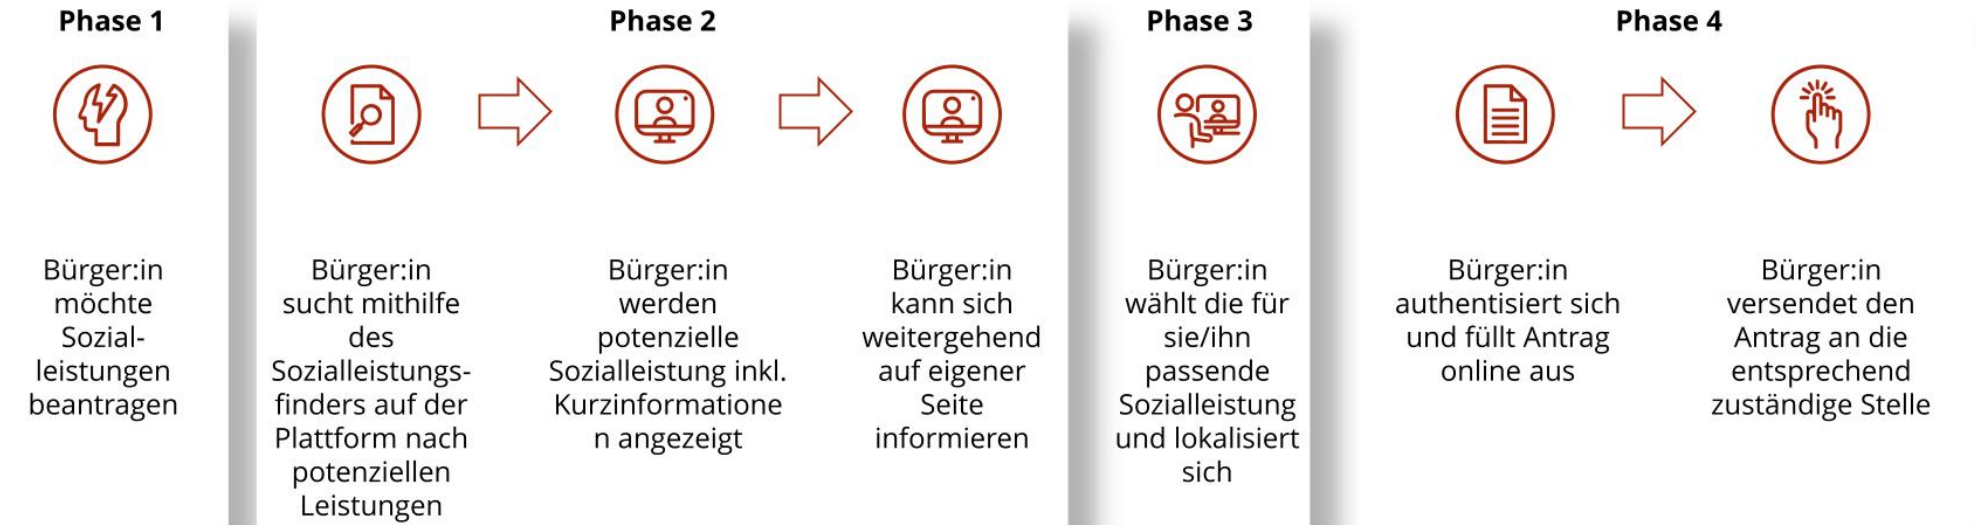 Phase 1
Bürger:in
möchte
Sozial-
leistungen
beantragen
Phase 2
Bürger:in
sucht mithilfe
des
Sozialleistungs-
finders auf der
Plattform nach
potenziellen
Leistungen
Bürger:in
werden
potenzielle
Sozialleistung inkl.
Kurzinformatione
n angezeigt
Bürger:in
kann sich
weitergehend
auf eigener
Seite
informieren
Phase 3
Bürger:in
wählt die für
sie/ihn
passende
Sozialleistung
und lokalisiert
sich
Phase 4
Bürger:in
authentisiert sich
und füllt Antrag
online aus
Bürger:in
versendet den
Antrag an die
entsprechend
zuständige Stelle